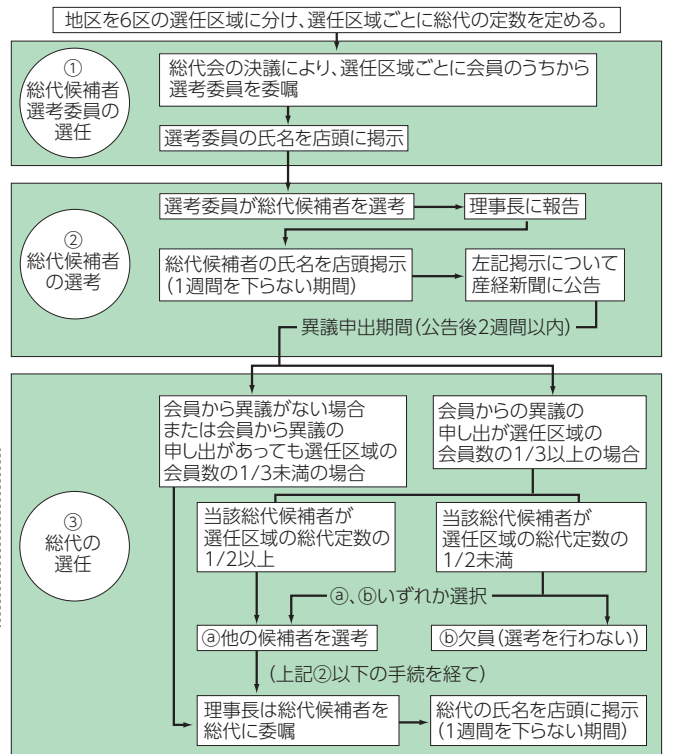 地区を6区の選任区域に分け、選任区域ごとに総代の定数を定める。
①
総代候補者
選考委員の
選任
総代会の決議により、選任区域ごとに会員のうちから
選考委員を委嘱
選考委員の氏名を店頭に掲示
②
総代候補者
の選考
選考委員が総代候補者を選考
理事長に報告
総代候補者の氏名を店頭掲示
(1週間を下らない期間)
左記掲示について
産経新聞に公告
異議申出期間(公告後2週間以内)
③
総代の
選任
会員から異議がない場合
または会員から異議の
申し出があっても選任区域の
会員数の1/3未満の場合
会員からの異議の
申し出が選任区域の
会員数の1/3以上の場合
当該総代候補者が
選任区域の総代定数の
1/2以上
当該総代候補者が
選任区域の総代定数の
1/2未満
ⓐ、ⓑいずれか選択
ⓐ他の候補者を選考
ⓑ欠員(選考を行わない)
(上記②以下の手続を経て)
理事長は総代候補者を
総代に委嘱
総代の氏名を店頭に掲示
(1週間を下らない期間)